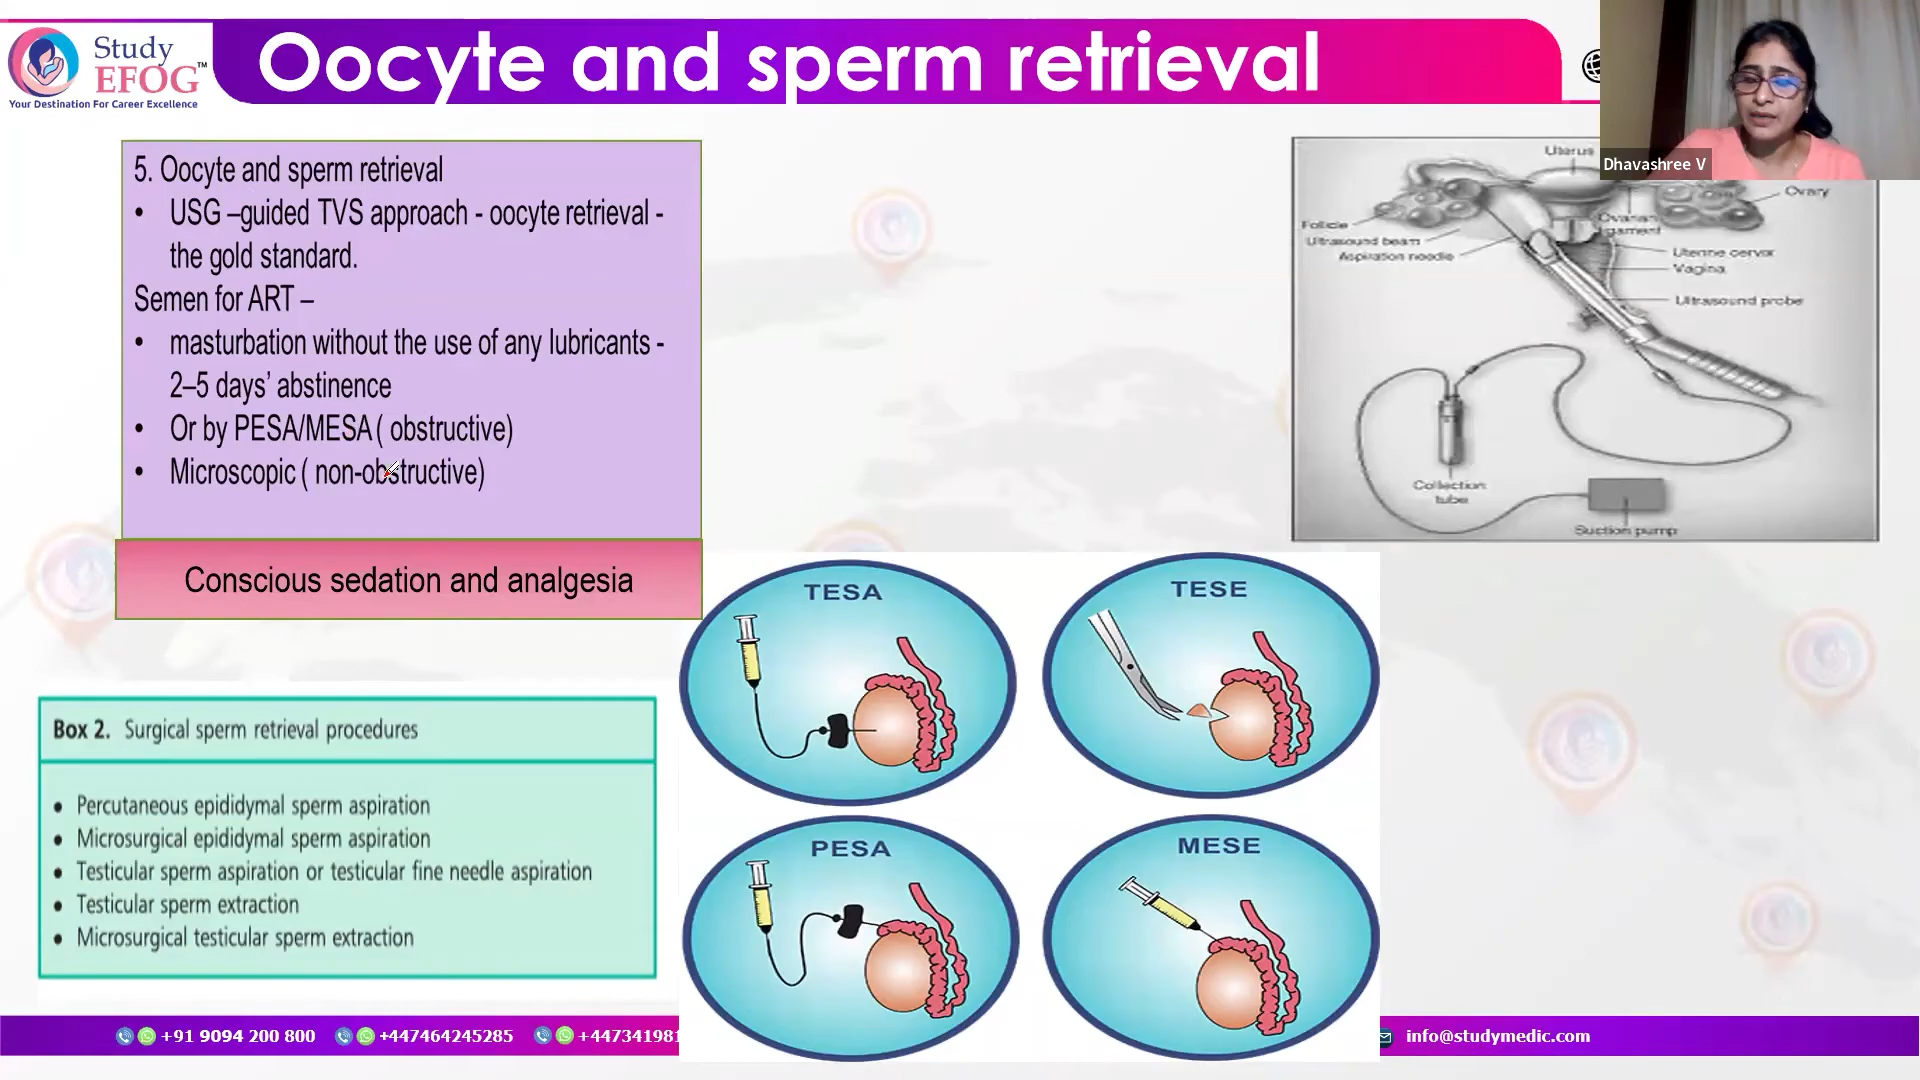 Study
EFOG™
Your Destination For Career Excellence
Oocyte and sperm retrieval
Dhavashree V
5. Oocyte and sperm retrieval
• USG –guided TVS approach - oocyte retrieval -
the gold standard.
Semen for ART –
• masturbation without the use of any lubricants -
2–5 days’ abstinence
• Or by PESA/MESA ( obstructive)
• Microscopic ( non-obstructive)
Conscious sedation and analgesia
Uterus
Ovary
Follicle
Ultrasound beam
Aspiration needle
Ovarian
ligament
Uterine cervix
Vagina
Ultrasound probe
Collection
tube
Suction pump
Box 2. Surgical sperm retrieval procedures
• Percutaneous epididymal sperm aspiration
• Microsurgical epididymal sperm aspiration
• Testicular sperm aspiration or testicular fine needle aspiration
• Testicular sperm extraction
• Microsurgical testicular sperm extraction
TESA
TESE
PESA
MESE
+91 9094 200 800
+447464245285
+447341981
info@studymedic.com